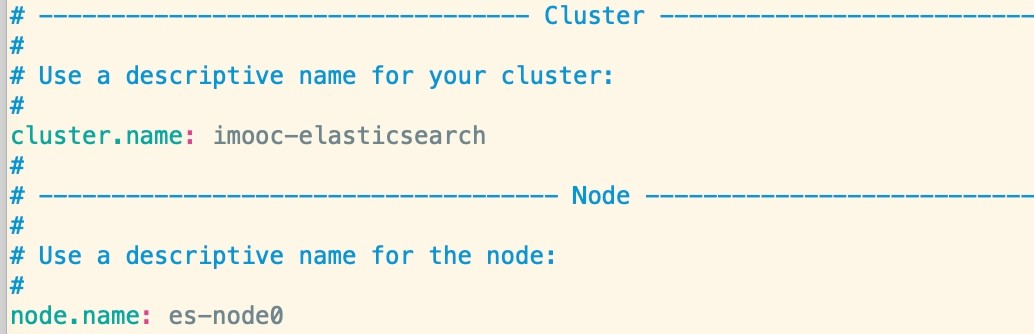 # ---------------------------------- Cluster --------------------------
#
# Use a descriptive name for your cluster:
#
cluster.name: imooc-elasticsearch
#
# ------------------------------------ Node ---------------------------
#
# Use a descriptive name for the node:
#
node.name: es-node0